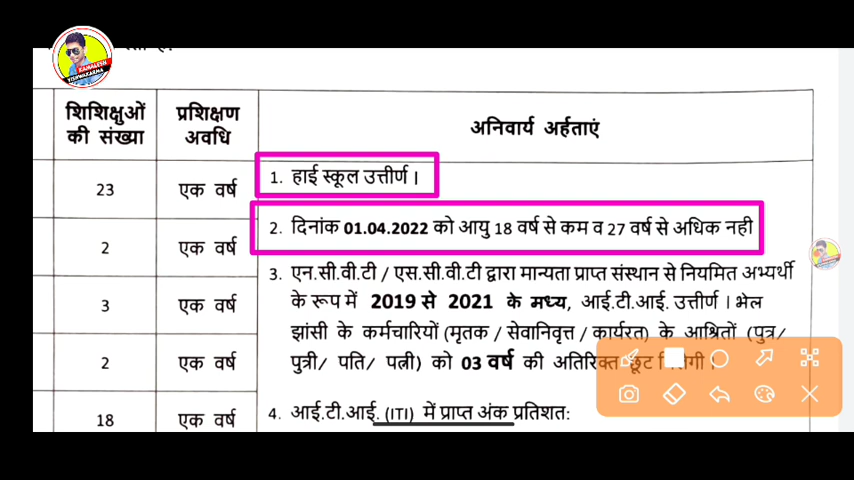 KAMALESH
VISHWAKARMA
शिशिक्षुओं की संख्या
प्रशिक्षण अवधि
अनिवार्य अर्हताएं
23 एक वर्ष
2 एक वर्ष
3 एक वर्ष
2 एक वर्ष
18 एक वर्ष
1. हाई स्कूल उत्तीर्ण।
2. दिनांक 01.04.2022 को आयु 18 वर्ष से कम व 27 वर्ष से अधिक नही
3. एन.सी.वी.टी / एस.सी.वी.टी द्वारा मान्यता प्राप्त संस्थान से नियमित अभ्यर्थी
के रूप में 2019 से 2021 के मध्य, आई.टी.आई. उत्तीर्ण। भेल
झांसी के कर्मचारियों (मृतक / सेवानिवृत्त / कार्यरत) के आश्रितों (पुत्र/
पुत्री/ पति/ पत्नी) को 03 वर्ष की अतिरिक्त छूट
4. आई.टी.आई. (ITI) में प्राप्त अंक प्रतिशत: